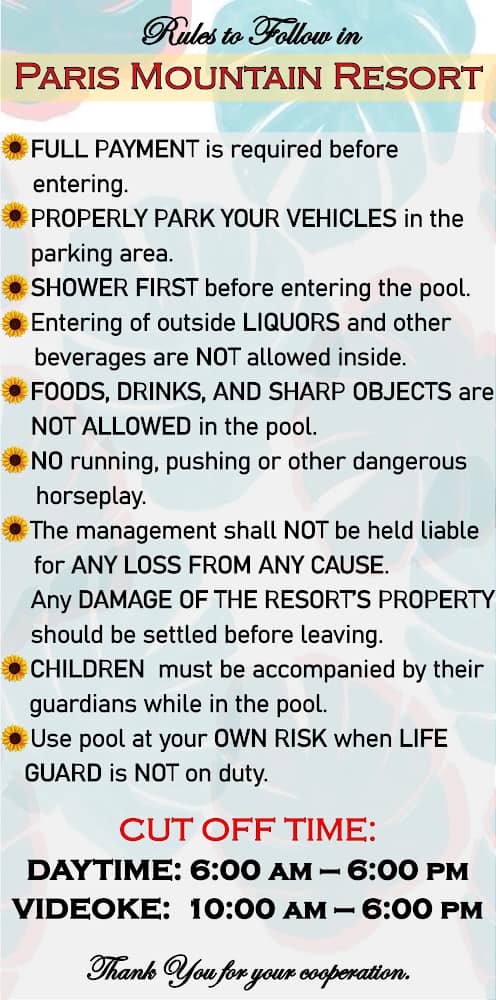 Rules to Follow in
PARIS MOUNTAIN RESORT
FULL PAYMENT is required before
entering.
PROPERLY PARK YOUR VEHICLES in the
parking area.
SHOWER FIRST before entering the pool.
Entering of outside LIQUORS and other
beverages are NOT allowed inside.
FOODS, DRINKS, AND SHARP OBJECTS are
NOT ALLOWED in the pool.
NO running, pushing or other dangerous
horseplay.
The management shall NOT be held liable
for ANY LOSS FROM ANY CAUSE.
Any DAMAGE OF THE RESORT'S PROPERTY
should be settled before leaving.
CHILDREN must be accompanied by their
guardians while in the pool.
Use pool at your OWN RISK when LIFE
GUARD is NOT on duty.
CUT OFF TIME:
DAYTIME: 6:00 AM – 6:00 PM
VIDEOKE: 10:00 AM – 6:00 PM
Thank You for your cooperation.